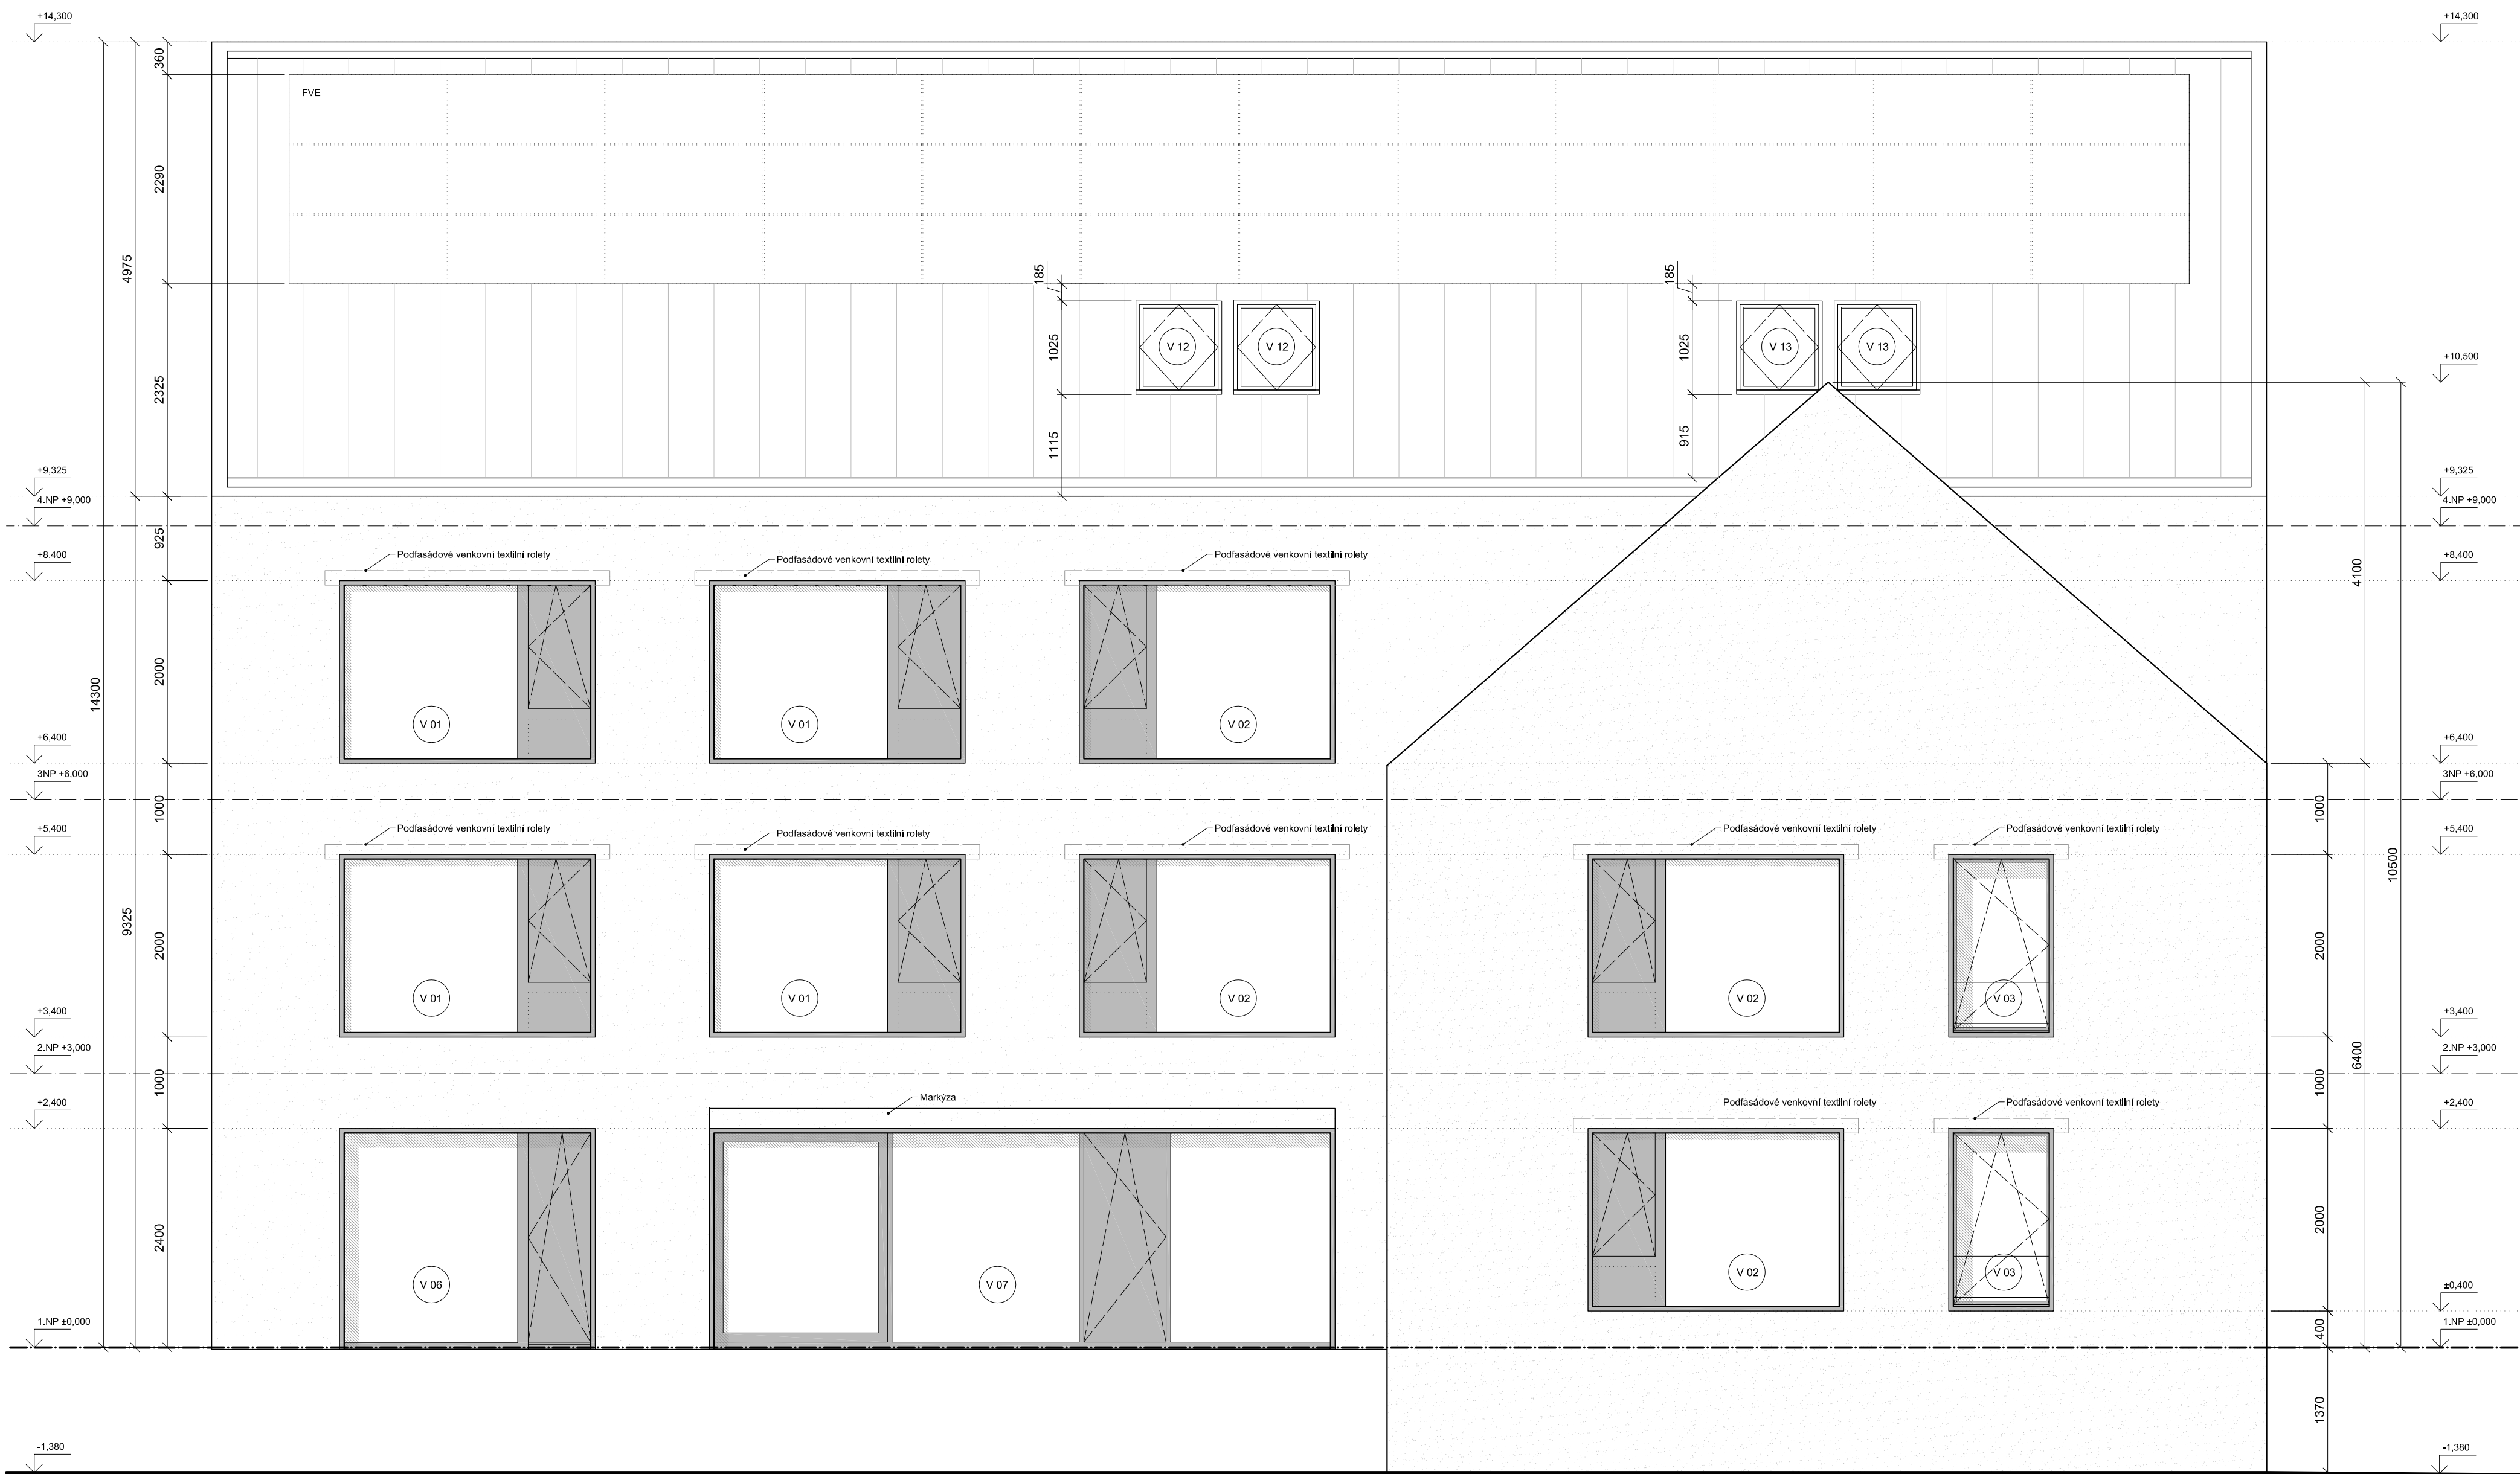 +14,300
+14,300
360
FVE
2290
4975
185
185
V 12
V 12
V 13
V 13
1025
1025
+10,500
2325
1115
915
+9,325
+9,325
4.NP +9,000
4.NP +9,000
925
+8,400
Podfasádové venkovní textilní rolety
Podfasádové venkovní textilní rolety
Podfasádové venkovní textilní rolety
+8,400
4100
2000
14300
V 01
V 01
V 02
+6,400
+6,400
3NP +6,000
3NP +6,000
1000
1000
+5,400
Podfasádové venkovní textilní rolety
Podfasádové venkovní textilní rolety
Podfasádové venkovní textilní rolety
Podfasádové venkovní textilní rolety
Podfasádové venkovní textilní rolety
+5,400
10500
9325
2000
2000
V 01
V 01
V 02
V 02
V 03
+3,400
+3,400
2.NP +3,000
2.NP +3,000
6400
1000
1000
+2,400
Markýza
Podfasádové venkovní textilní rolety
Podfasádové venkovní textilní rolety
+2,400
2400
2000
V 06
V 07
V 02
V 03
±0,400
1.NP ±0,000
1.NP ±0,000
400
1370
-1,380
-1,380